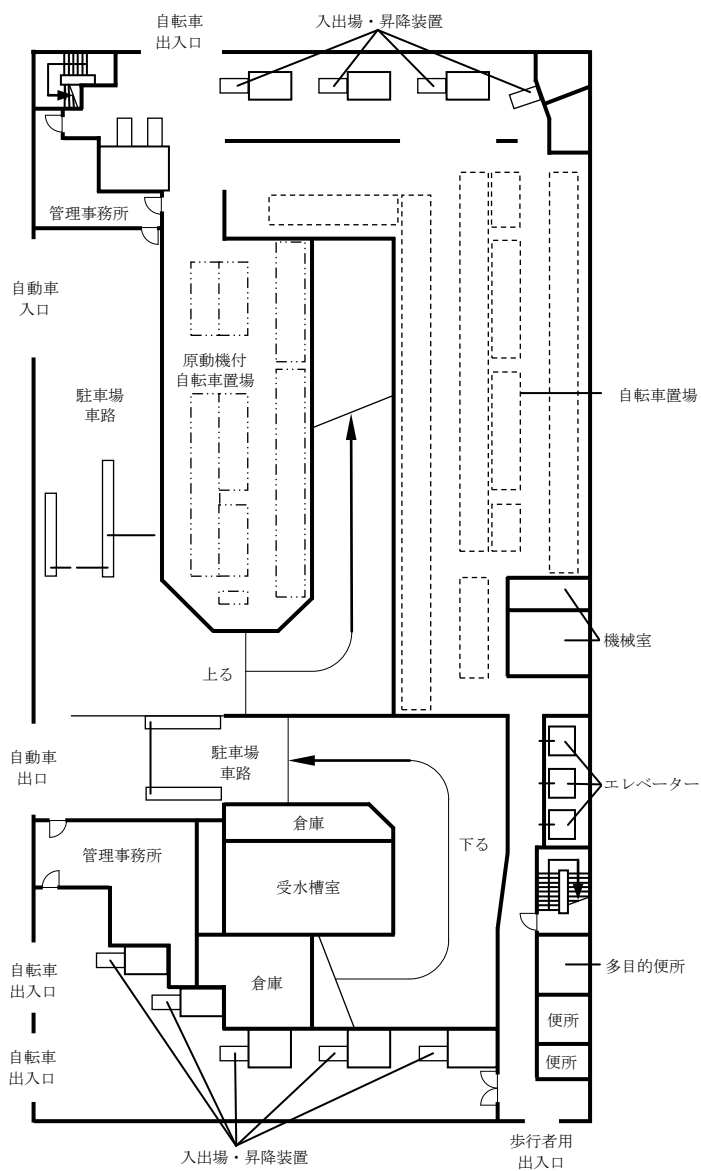 自転車
出入口
入出場・昇降装置
管理事務所
自動車
入口
原動機付
自転車置場
駐車場
車路
自転車置場
機械室
上る
自動車
出口
駐車場
車路
エレベーター
倉庫
下る
管理事務所
受水槽室
自転車
出入口
倉庫
多目的便所
便所
自転車
出入口
便所
入出場・昇降装置
歩行者用
出入口